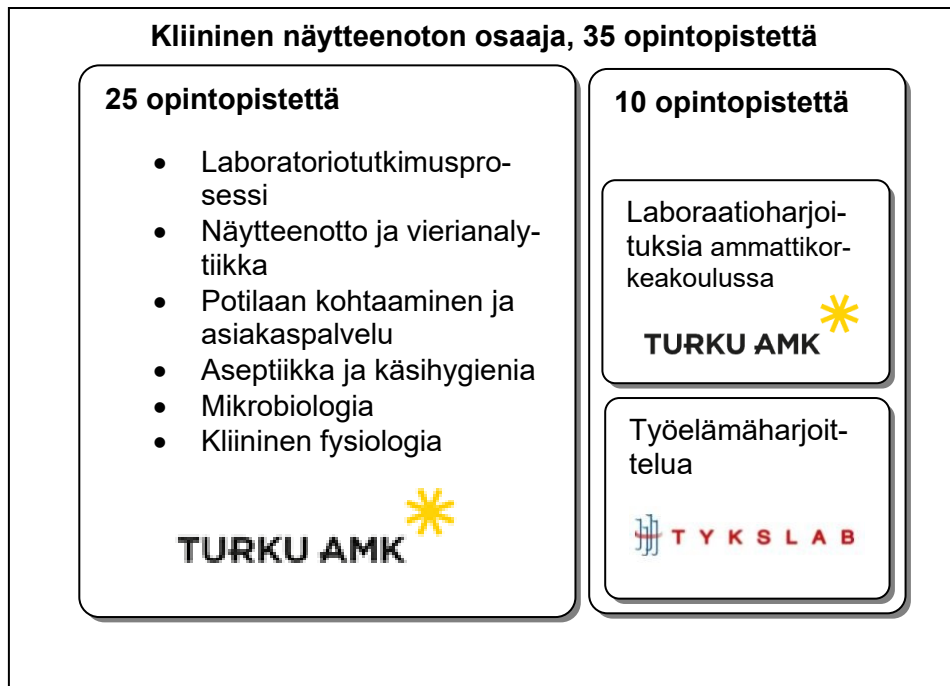 Kliininen näytteenoton osaaja, 35 opintopistettä
25 opintopistettä
• Laboratoriotutkimuspro-
sessi
• Näytteenotto ja vierianaly-
tiikka
• Potilaan kohtaaminen ja
asiakaspalvelu
• Aseptiikka ja käsihygienia
• Mikrobiologia
• Kliininen fysiologia
TURKU AMK
10 opintopistettä
Laboraatioharjoi-
tuksia ammattikor-
keakoulussa
TURKU AMK
Työelämäharjoit-
telua
TYKSLAB